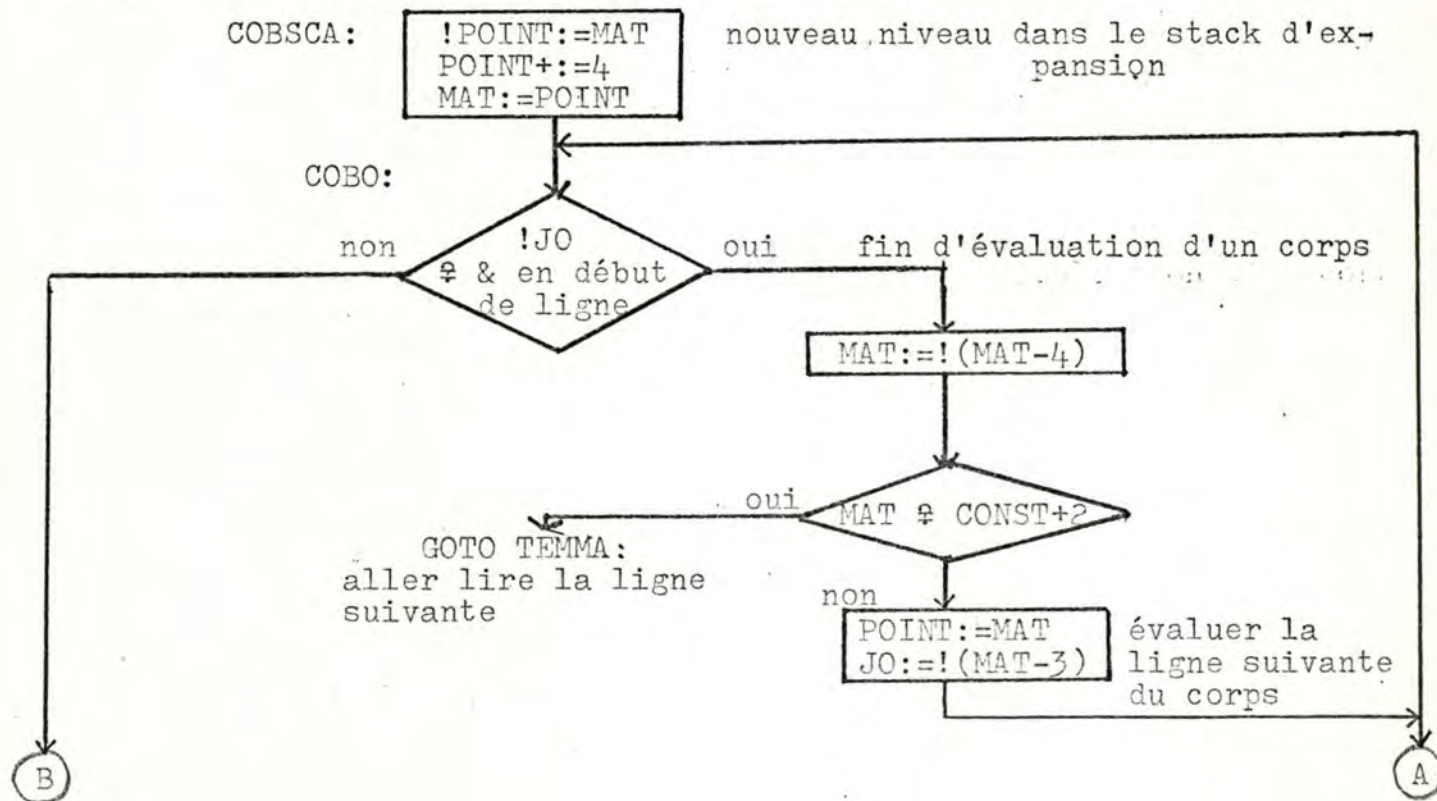 COBSCA:
!POINT:=MAT
POINT+:=4
MAT:=POINT
nouveau niveau dans le stack d'ex-
pansion
COBO:
!JO
♀ & en début
de ligne
non
oui
fin d'évaluation d'un corps
MAT:=!(MAT-4)
oui
MAT ♀ CONST+2
GOTO TEMMA:
aller lire la ligne
suivante
non
POINT:=MAT
JO:=!(MAT-3)
évaluer la
ligne suivante
du corps
B
A